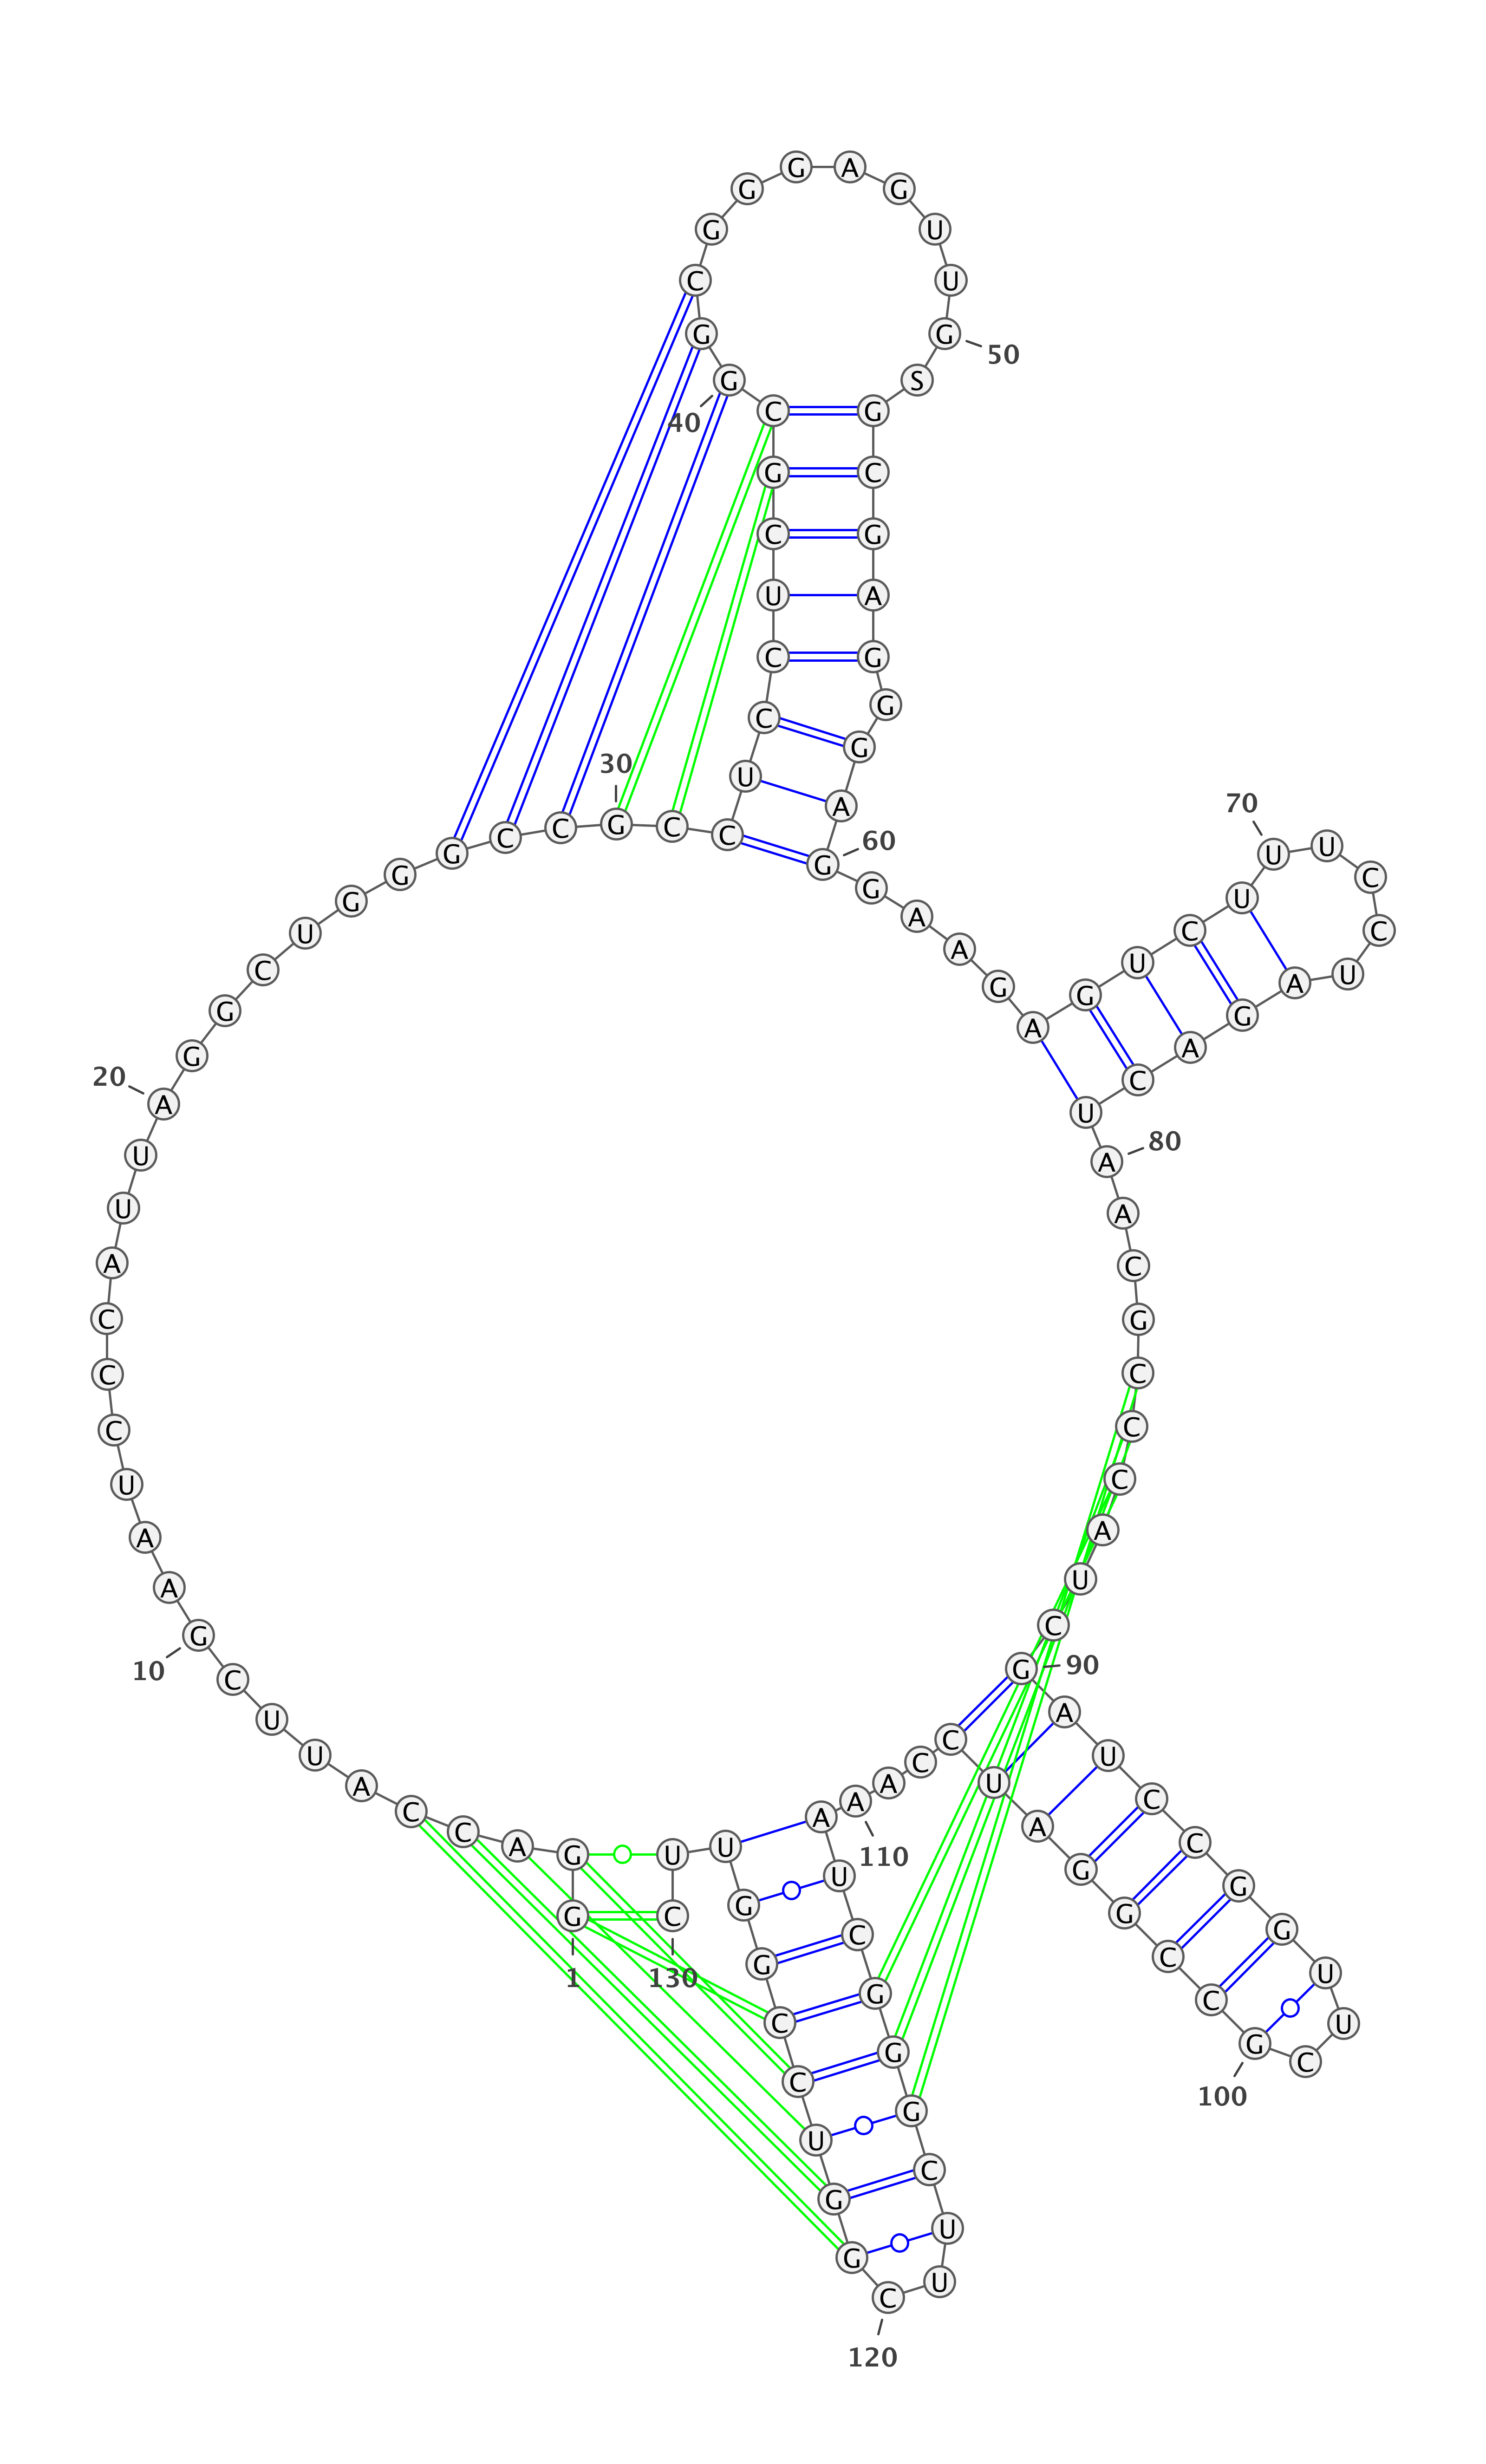 1
G G A C C A U U C G
10
A A U C C C A U U A
20
G G C U G G G C C G
30
C C U C C U C G C G
40
G C G G G A G U U G
50
S G C G A G G G A G
60
G A A G A G U C U U
70
U C C U A G A C U A
80
A C G C C C A U C G
90
A U C C G G U U C G
100
C C G G A U C C A A
110
A U C G G G C U U C
120
G G U C C G G U U C
130